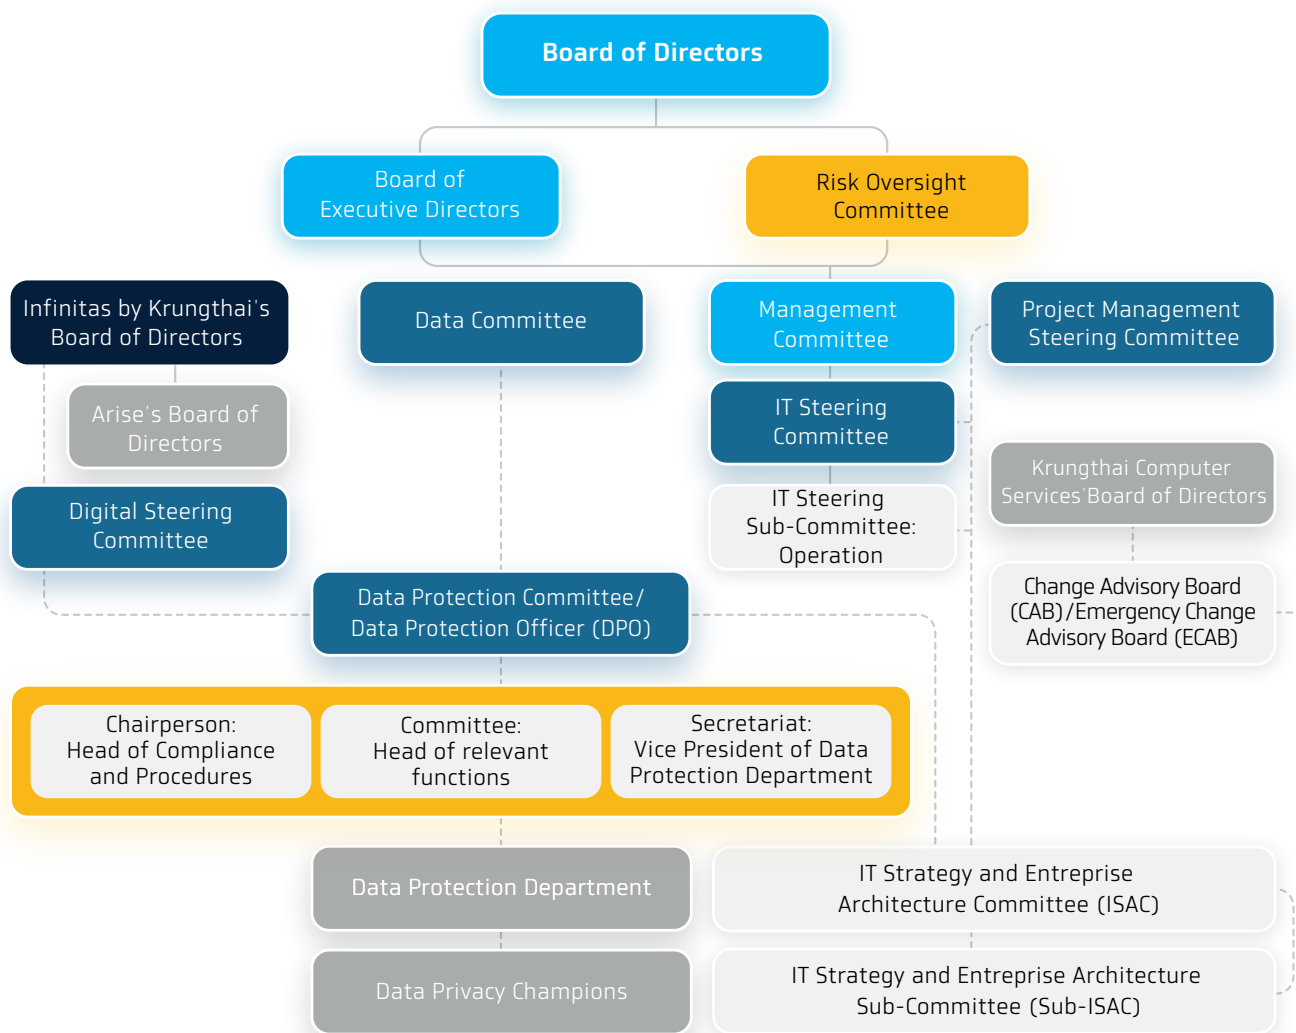 Board of Directors
Board of
Executive Directors
Risk Oversight
Committee
Infinitas by Krungthai's
Board of Directors
Data Committee
Management
Committee
Project Management
Steering Committee
Arise's Board of
Directors
IT Steering
Committee
Krungthai Computer
Services'Board of Directors
Digital Steering
Committee
IT Steering
Sub-Committee:
Operation
Data Protection Committee/
Data Protection Officer (DPO)
Change Advisory Board
(CAB)/Emergency Change
Advisory Board (ECAB)
Chairperson:
Head of Compliance
and Procedures
Committee:
Head of relevant
functions
Secretariat:
Vice President of Data
Protection Department
Data Protection Department
IT Strategy and Entreprise
Architecture Committee (ISAC)
Data Privacy Champions
IT Strategy and Entreprise Architecture
Sub-Committee (Sub-ISAC)